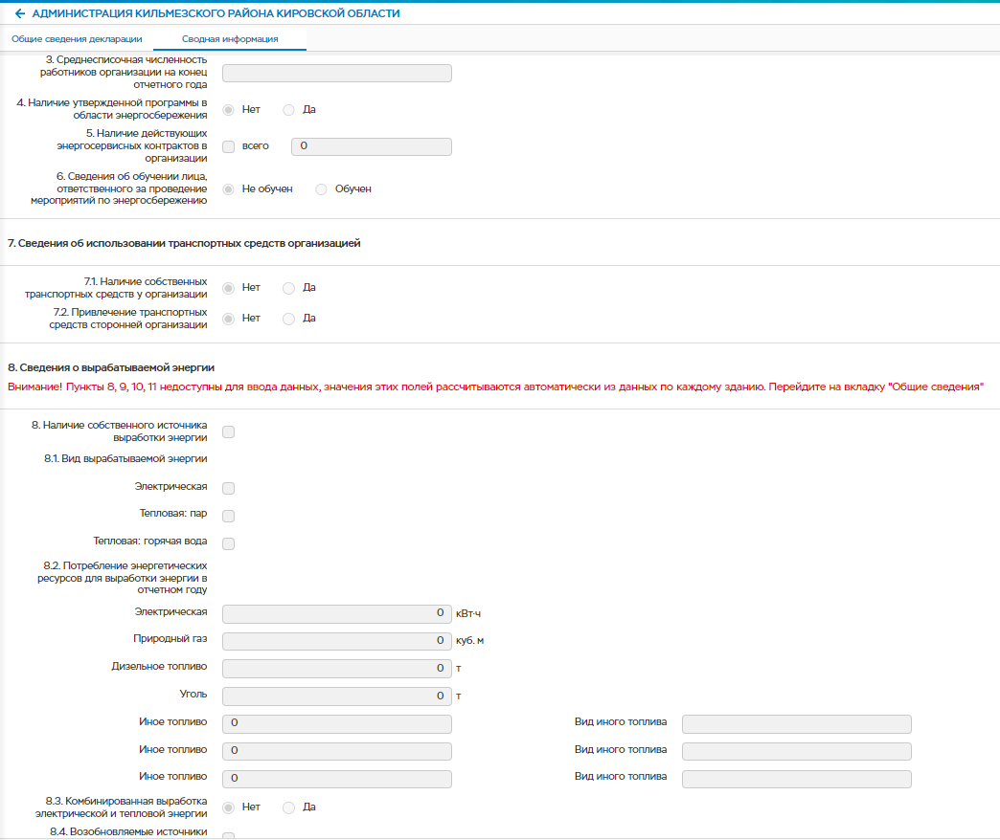 АДМИНИСТРАЦИЯ КИЛЬМЕЗСКОГО РАЙОНА КИРОВСКОЙ ОБЛАСТИ
Общие сведения декларации Сводная информация
3. Среднесписочная численность
работников организации на конец
отчетного года
4. Наличие утвержденной программы в
области энергосбережения
Нет Да
5. Наличие действующих
энергосервисных контрактов в
организации
всего 0
6. Сведения об обучении лица,
ответственного за проведение
мероприятий по энергосбережению
Не обучен Обучен
7. Сведения об использовании транспортных средств организацией
7.1. Наличие собственных
транспортных средств у организации
Нет Да
7.2. Привлечение транспортных
средств сторонней организации
Нет Да
8. Сведения о вырабатываемой энергии
Внимание! Пункты 8, 9, 10, 11 недоступны для ввода данных, значения этих полей рассчитываются автоматически из данных по каждому зданию. Перейдите на вкладку "Общие сведения"
8. Наличие собственного источника
выработки энергии
8.1. Вид вырабатываемой энергии
Электрическая
Тепловая: пар
Тепловая: горячая вода
8.2. Потребление энергетических
ресурсов для выработки энергии в
отчетном году
Электрическая 0 кВт·ч
Природный газ 0 куб. м
Дизельное топливо 0 т
Уголь 0 т
Иное топливо 0 Вид иного топлива
Иное топливо 0 Вид иного топлива
Иное топливо 0 Вид иного топлива
8.3. Комбинированная выработка
электрической и тепловой энергии
Нет Да
8.4. Возобновляемые источники